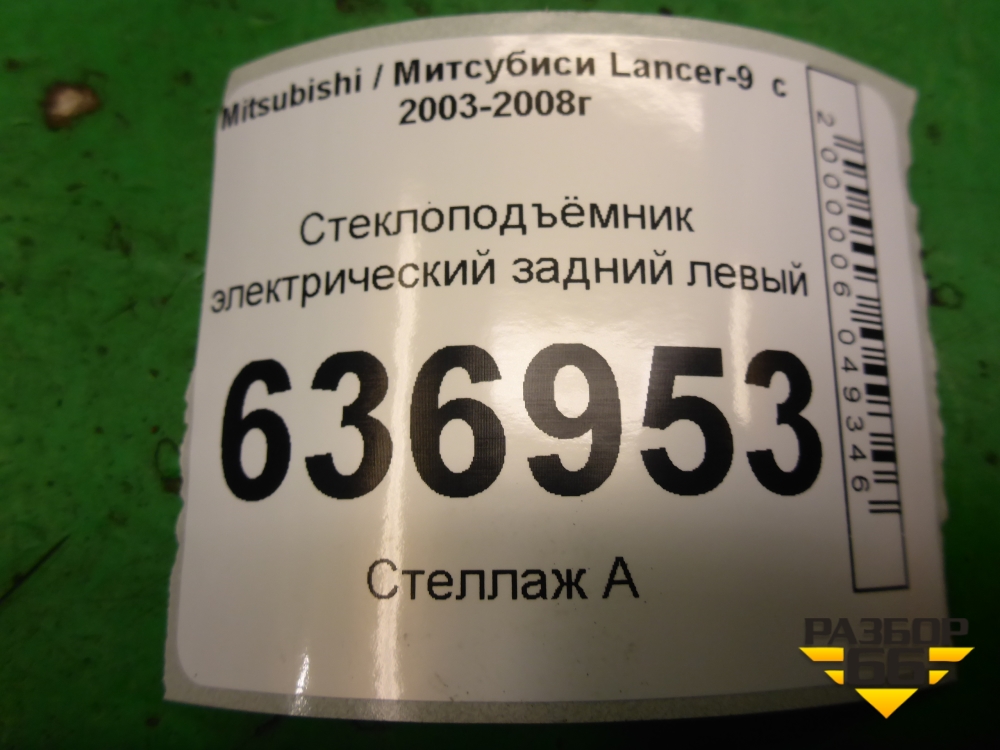 Mitsubishi / Митсубиси Lancer-9 с
2003-2008г
Стеклоподъёмник
электрический задний левый
636953
Стеллаж А
2000006049346
РАЗБОР
66